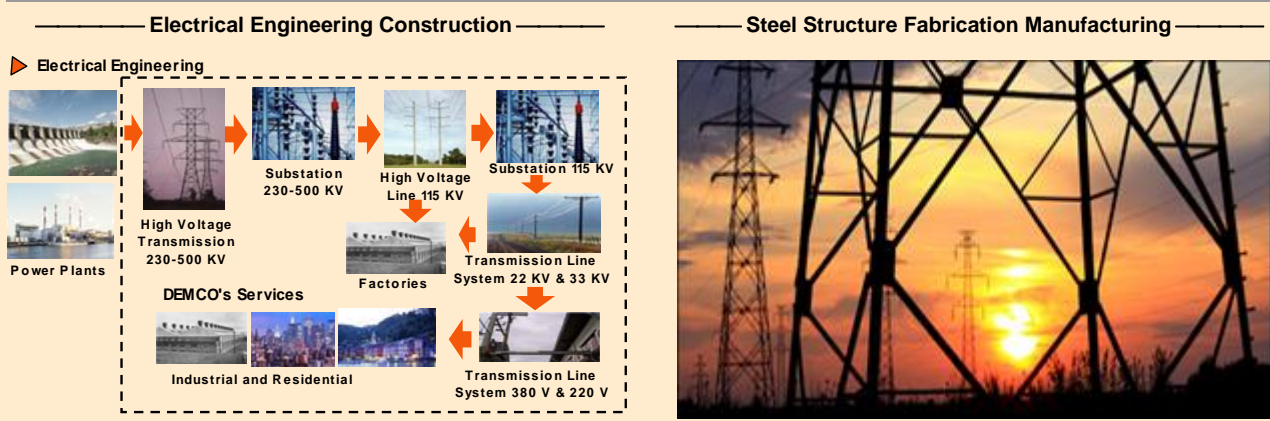 Electrical Engineering Construction
Steel Structure Fabrication Manufacturing
Electrical Engineering
Power Plants
High Voltage
Transmission
230-500 KV
Substation
230-500 KV
High Voltage
Line 115 KV
Substation 115 KV
Factories
Transmission Line
System 22 KV & 33 KV
DEMCO's Services
Industrial and Residential
Transmission Line
System 380 V & 220 V